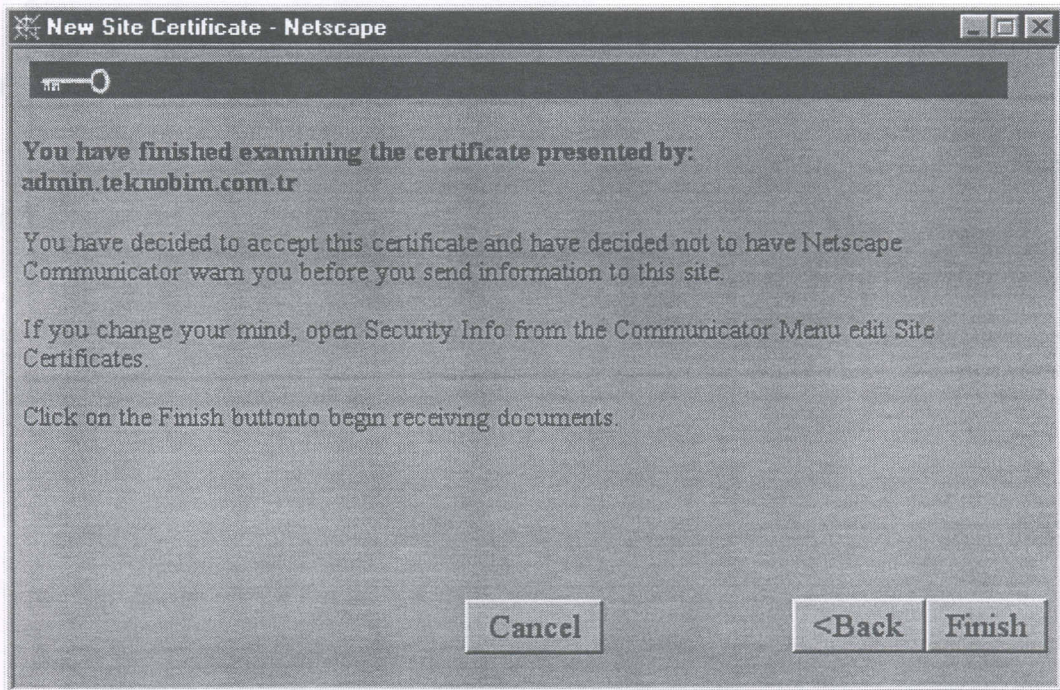 New Site Certificate - Netscape
You have finished examining the certificate presented by:
admin.teknobim.com.tr
You have decided to accept this certificate and have decided not to have Netscape
Communicator warn you before you send information to this site.
If you change your mind, open Security Info from the Communicator Menu edit Site
Certificates.
Click on the Finish buttonto begin receiving documents.
Cancel
<Back
Finish